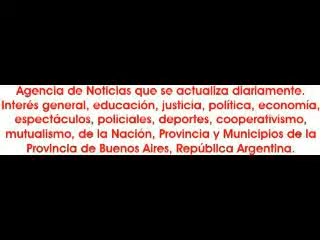 Agencia de Noticias que se actualiza diariamente.
Interés general, educación, justicia, política, economía,
espectáculos, policiales, deportes, cooperativismo,
mutualismo, de la Nación, Provincia y Municipios de la
Provincia de Buenos Aires, República Argentina.